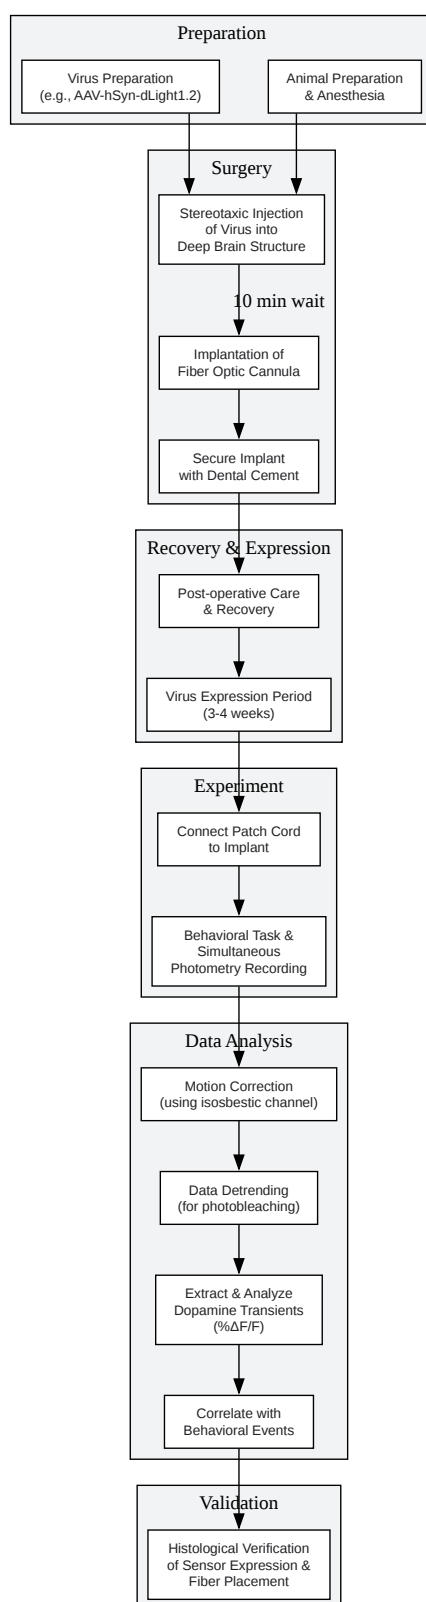 Preparation
Virus Preparation
(e.g., AAV-hSyn-dLight1.2)
Animal Preparation
& Anesthesia
Surgery
Stereotaxic Injection
of Virus into
Deep Brain Structure
10 min wait
Implantation of
Fiber Optic Cannula
Secure Implant
with Dental Cement
Recovery & Expression
Post-operative Care
& Recovery
Virus Expression Period
(3-4 weeks)
Experiment
Connect Patch Cord
to Implant
Behavioral Task &
Simultaneous
Photometry Recording
Data Analysis
Motion Correction
(using isosbestic channel)
Data Detrending
(for photobleaching)
Extract & Analyze
Dopamine Transients
(%ΔF/F)
Correlate with
Behavioral Events
Validation
Histological Verification
of Sensor Expression &
Fiber Placement